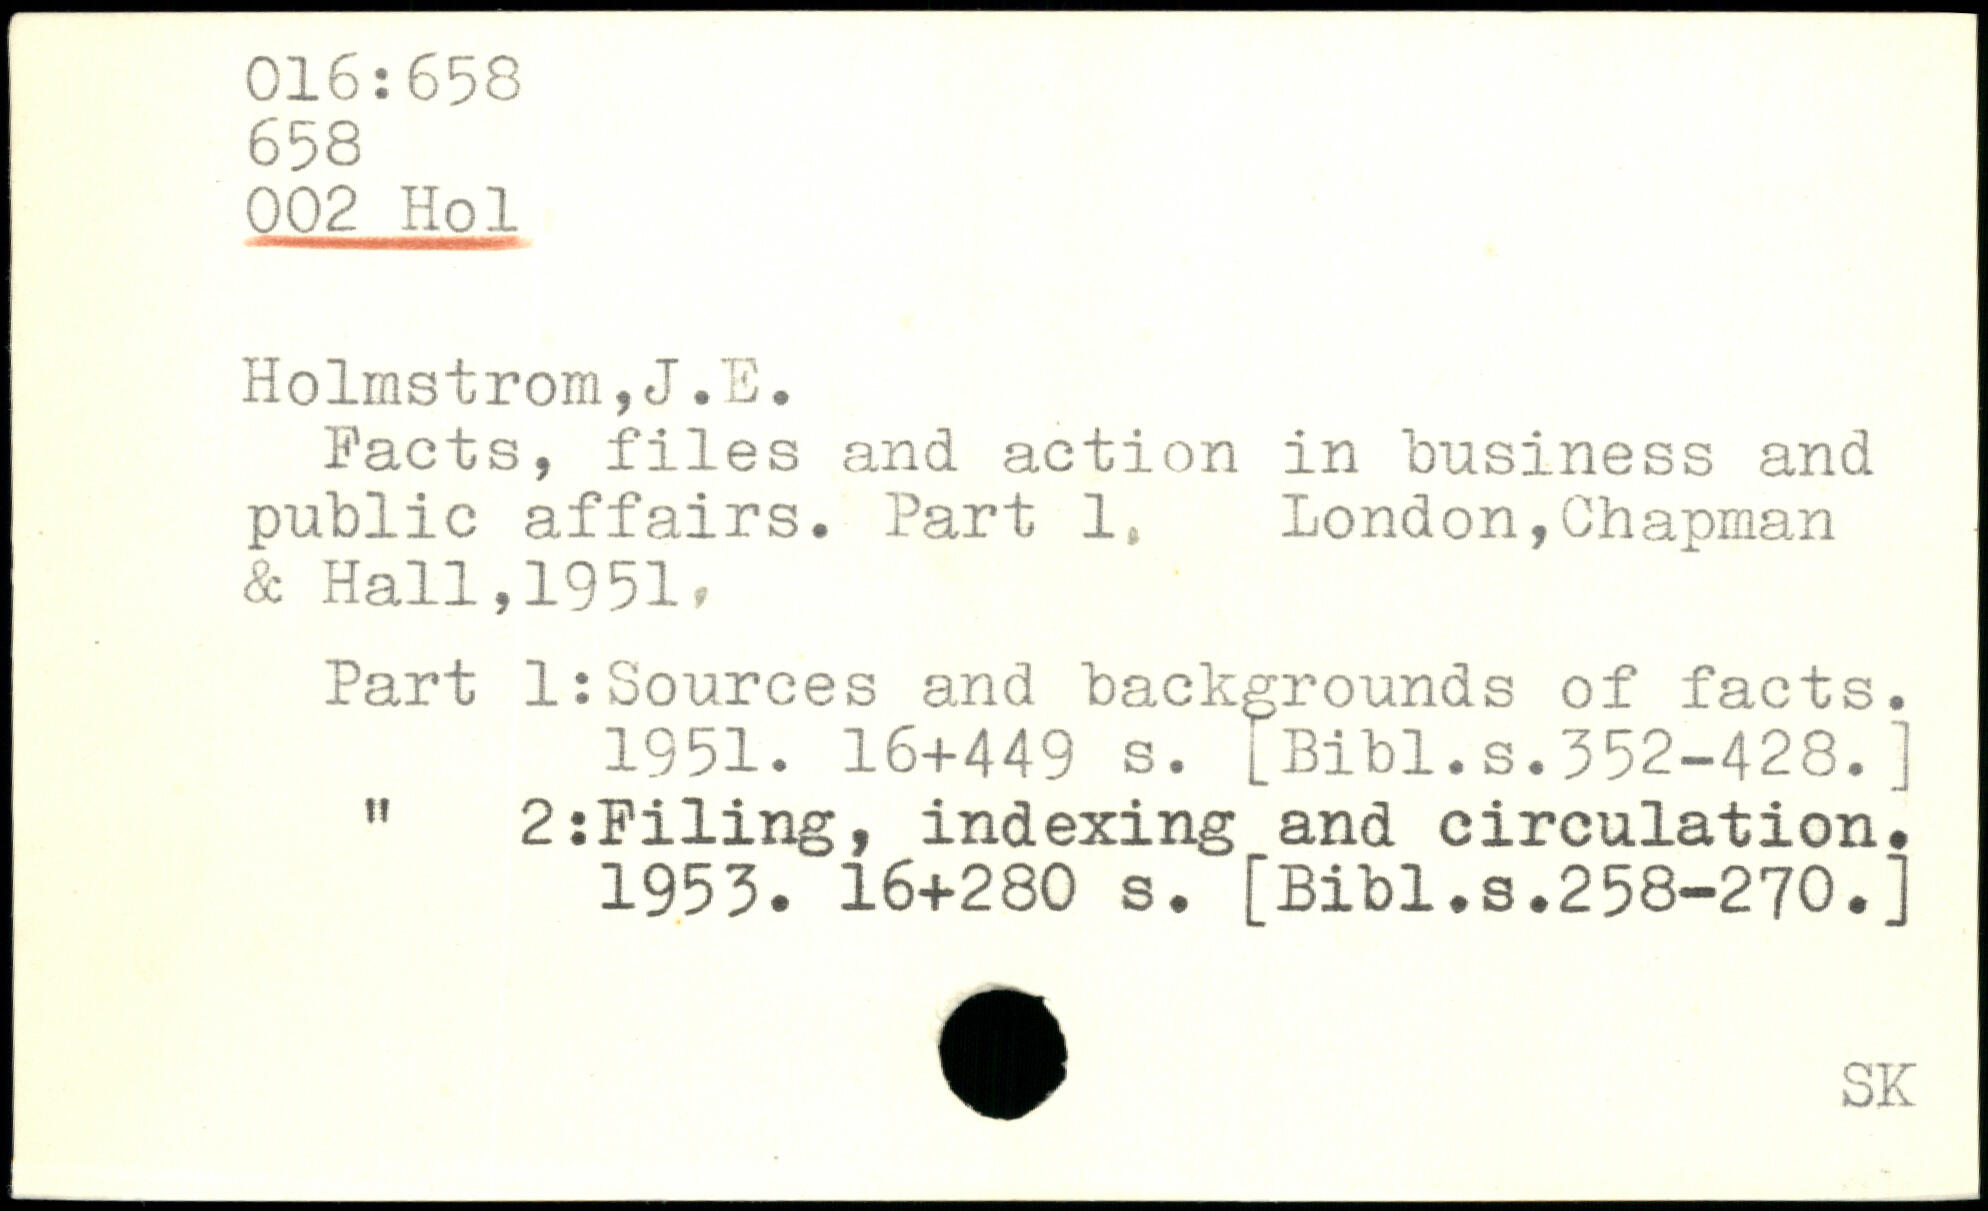 016:658
658
002 Hol
Holmstrom,J.E.
Facts, files and action in business and
public affairs. Part 1. London,Chapman
& Hall,1951,
Part 1:Sources and backgrounds of facts.
1951. 16+449 s. [Bibl.s.352-428.]
" 2:Filing, indexing and circulation.
1953. 16+280 s. [Bibl.s.258-270.]
SK